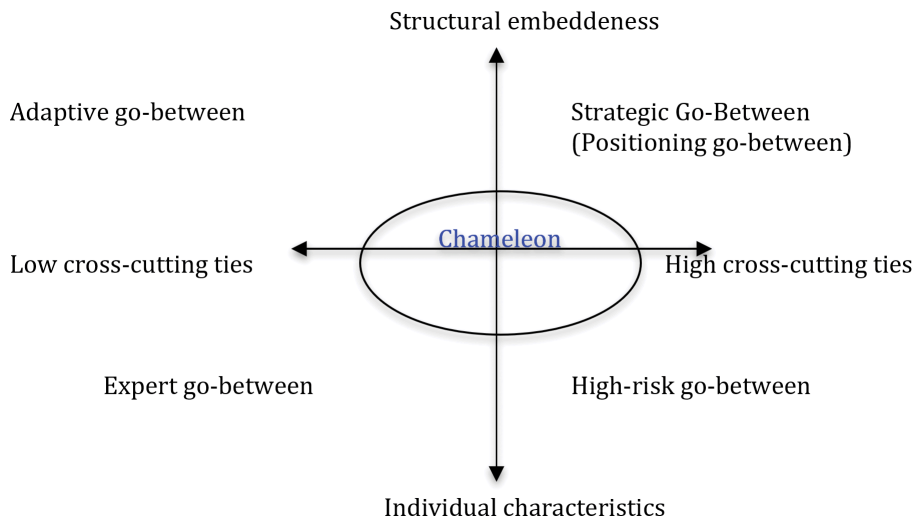 Structural embeddeness
Adaptive go-between
Strategic Go-Between
(Positioning go-between)
Chameleon
Low cross-cutting ties
High cross-cutting ties
Expert go-between
High-risk go-between
Individual characteristics